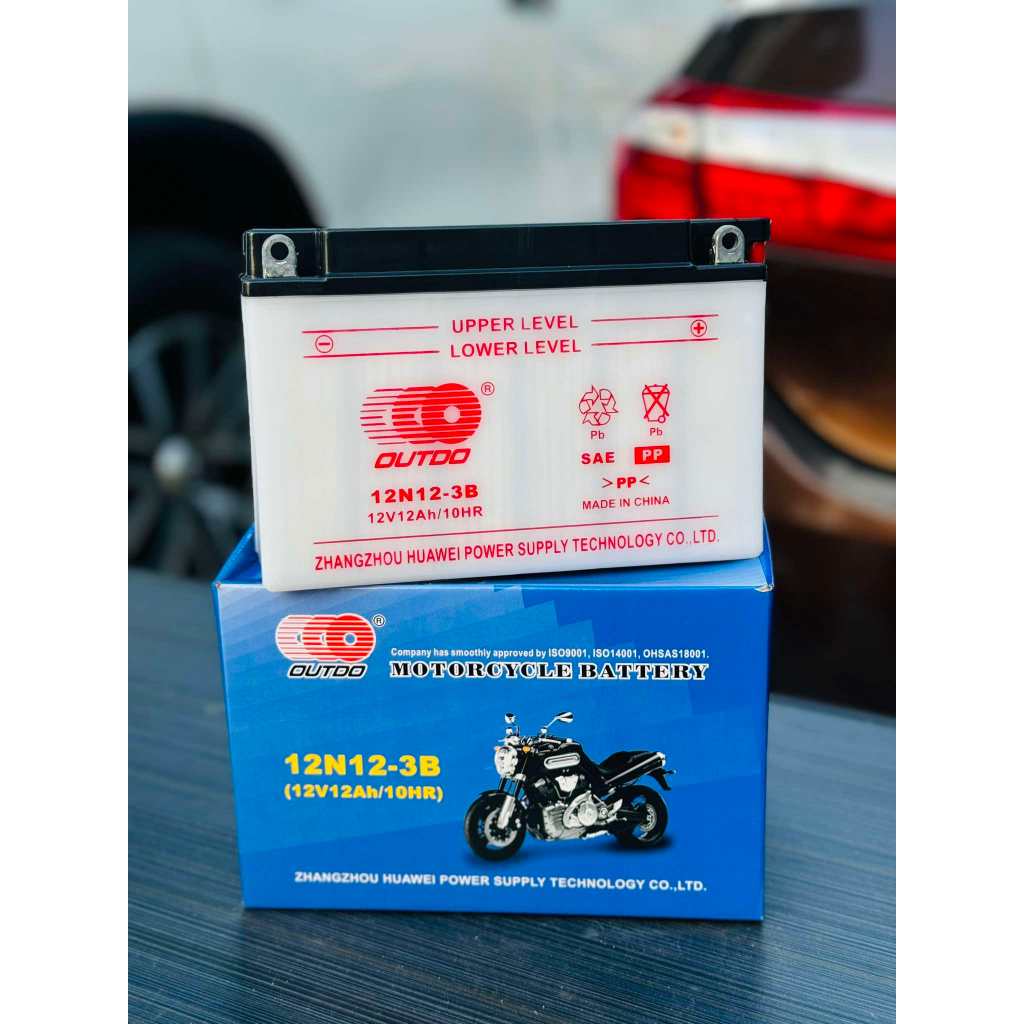 UPPER LEVEL
LOWER LEVEL
OUTDO
®
12N12-3B
12V12Ah/10HR
Pb
Pb
SAE PP
>PP<
MADE IN CHINA
ZHANGZHOU HUAWEI POWER SUPPLY TECHNOLOGY CO.,LTD.
®
OUTDO
Company has smoothly approved by ISO9001, ISO14001, OHSAS18001.
MOTORCYCLE BATTERY
12N12-3B
(12V12Ah/10HR)
ZHANGZHOU HUAWEI POWER SUPPLY TECHNOLOGY CO.,LTD.